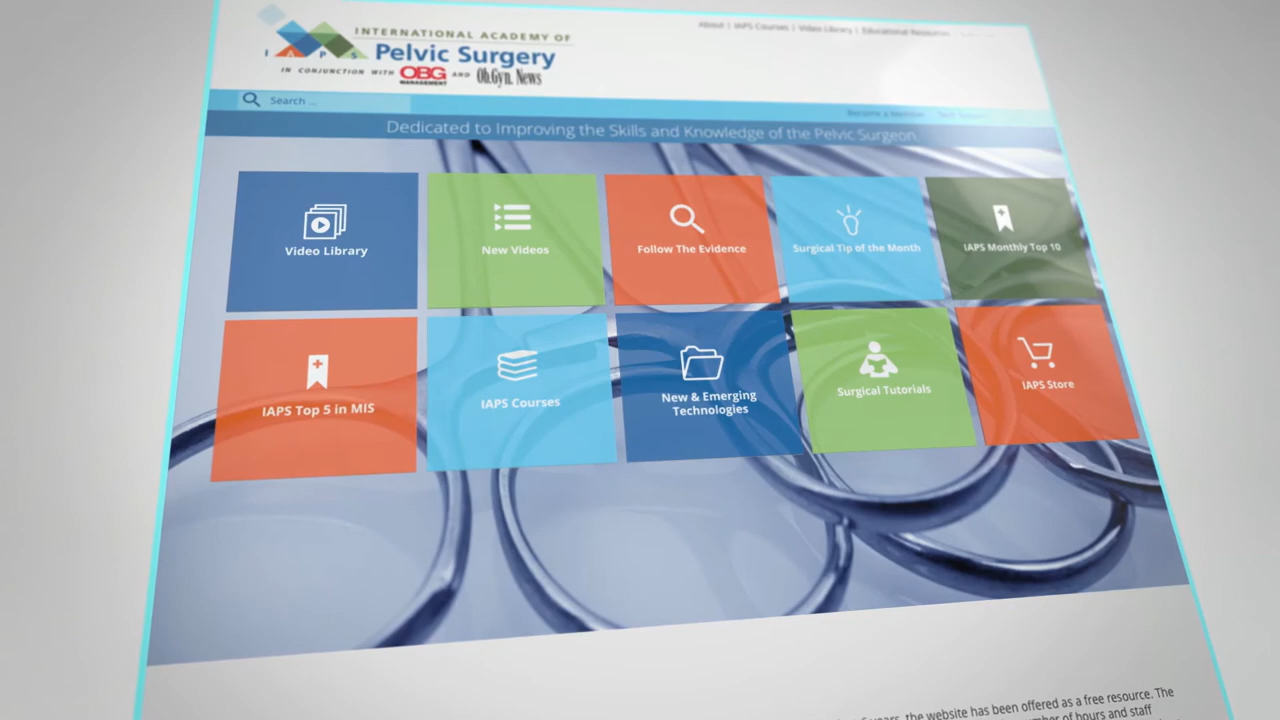 INTERNATIONAL ACADEMY OF
Pelvic Surgery
IAPS
IN CONJUNCTION WITH OBG MANAGEMENT AND Ob.Gyn. News
About | IAPS Courses | Video Library | Educational Resources
Search ...
Become a Member
Dedicated to Improving the Skills and Knowledge of the Pelvic Surgeon
Video Library
New Videos
Follow The Evidence
Surgical Tip of the Month
IAPS Monthly Top 10
IAPS Top 5 in MIS
IAPS Courses
New & Emerging
Technologies
Surgical Tutorials
IAPS Store
years, the website has been offered as a free resource. The
number of hours and staff